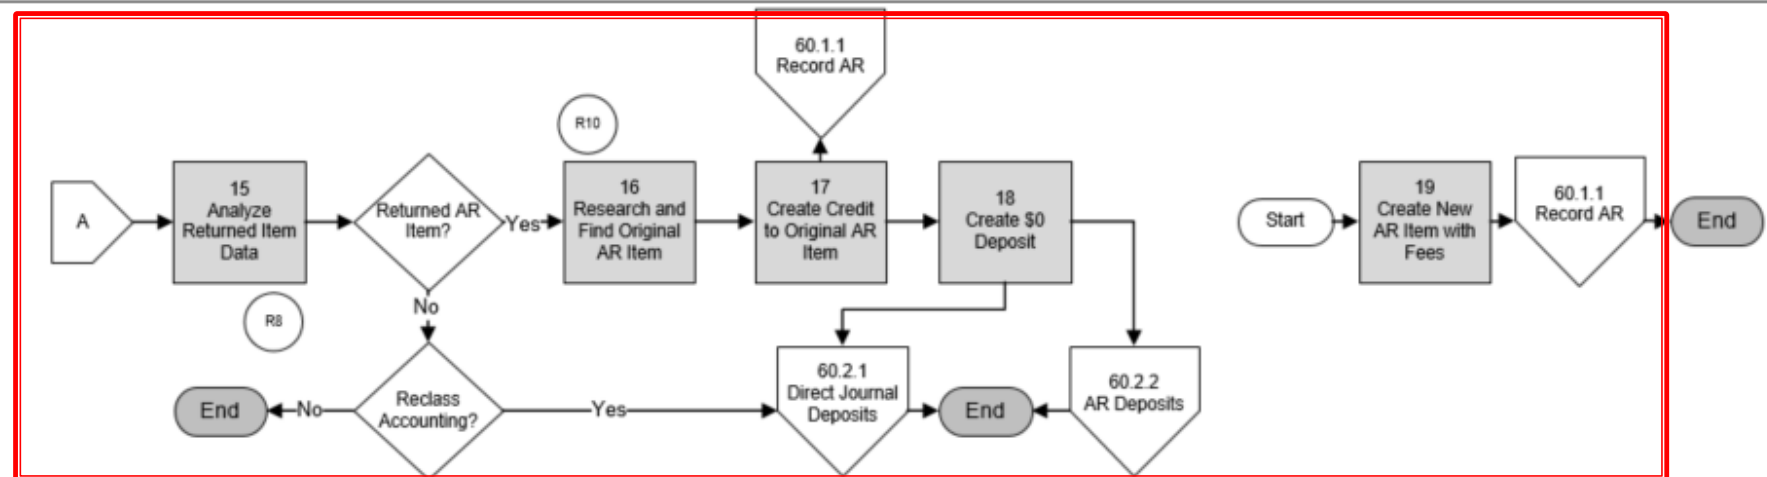 60.1.1
Record AR
R10
A
15
Analyze
Returned Item
Data
Returned AR
Item?
Yes
16
Research and
Find Original
AR Item
17
Create Credit
to Original AR
Item
18
Create $0
Deposit
Start
19
Create New
AR Item with
Fees
60.1.1
Record AR
End
R8
No
End
No
Reclass
Accounting?
Yes
60.2.1
Direct Journal
Deposits
End
60.2.2
AR Deposits